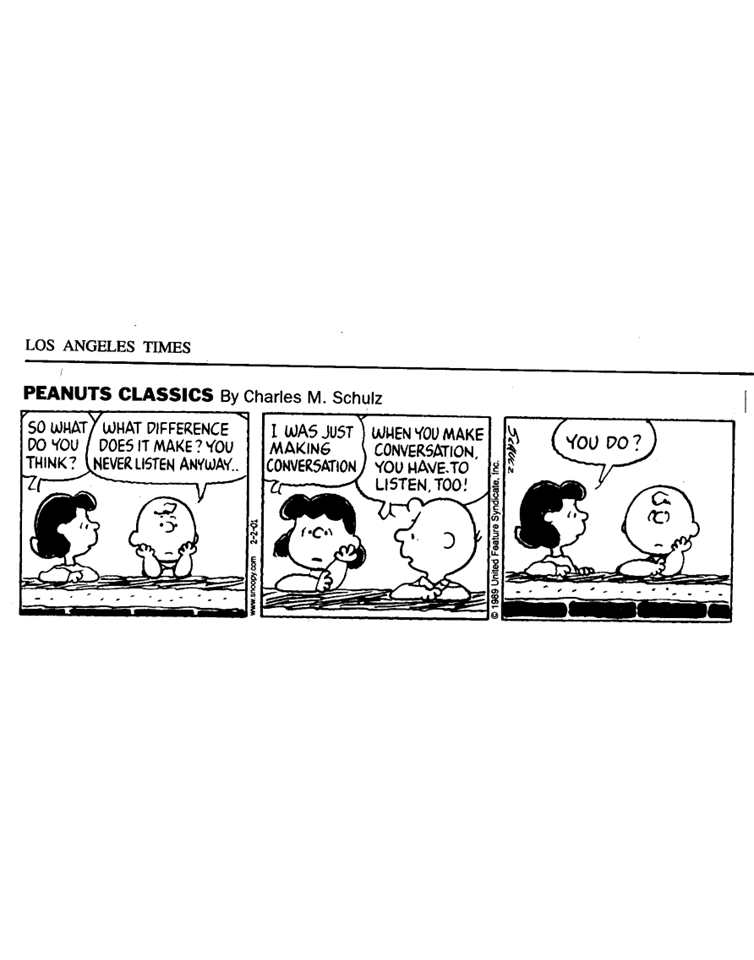 LOS ANGELES TIMES
PEANUTS CLASSICS By Charles M. Schulz
SO WHAT
DO YOU
THINK?
WHAT DIFFERENCE
DOES IT MAKE? YOU
NEVER LISTEN ANYWAY..
www.snoopy.com 2-2-01
I WAS JUST
MAKING
CONVERSATION
WHEN YOU MAKE
CONVERSATION,
YOU HAVE TO
LISTEN, TOO!
© 1989 United Feature Syndicate, Inc.
SCHULZ
YOU DO?